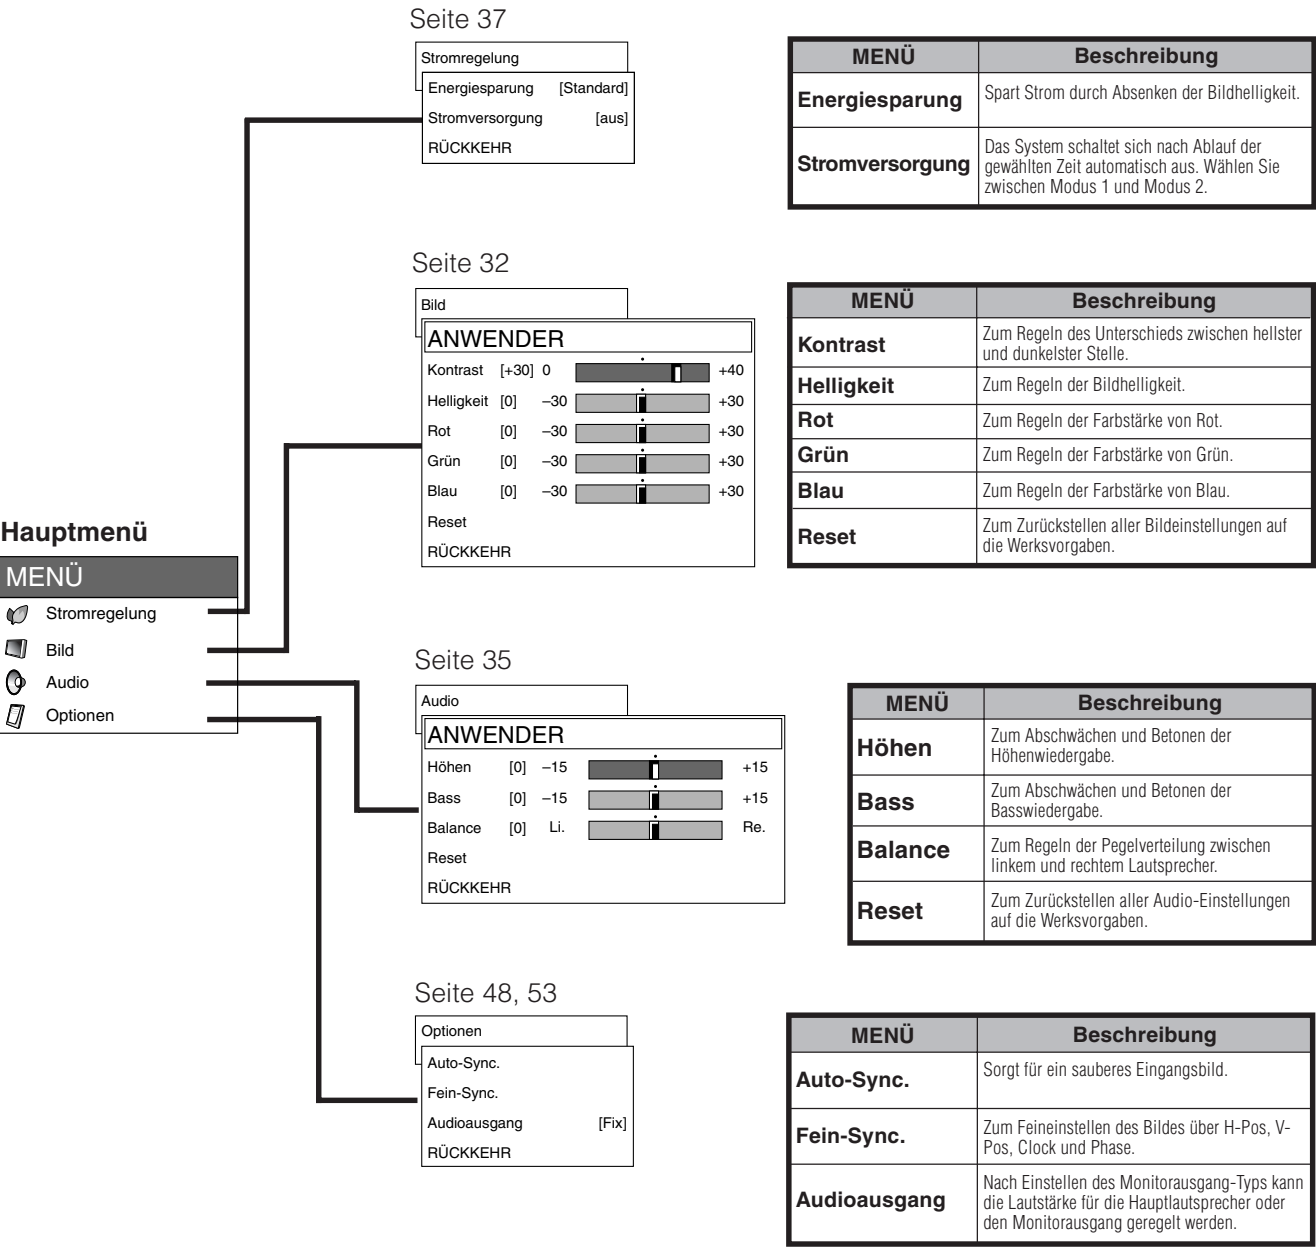 Seite 37
Stromregelung
Energiesparung [Standard]
Stromversorgung [aus]
RÜCKKEHR
MENÜ Beschreibung
Energiesparung Spart Strom durch Absenken der Bildhelligkeit.
Stromversorgung Das System schaltet sich nach Ablauf der
gewählten Zeit automatisch aus. Wählen Sie
zwischen Modus 1 und Modus 2.
Seite 32
Bild
ANWENDER
Kontrast [+30] 0 +40
Helligkeit [0] –30 +30
Rot [0] –30 +30
Grün [0] –30 +30
Blau [0] –30 +30
Reset
RÜCKKEHR
MENÜ Beschreibung
Kontrast Zum Regeln des Unterschieds zwischen hellster
und dunkelster Stelle.
Helligkeit Zum Regeln der Bildhelligkeit.
Rot Zum Regeln der Farbstärke von Rot.
Grün Zum Regeln der Farbstärke von Grün.
Blau Zum Regeln der Farbstärke von Blau.
Reset Zum Zurückstellen aller Bildeinstellungen auf
die Werksvorgaben.
Hauptmenü
MENÜ
Stromregelung
Bild
Audio
Optionen
Seite 35
Audio
ANWENDER
Höhen [0] –15 +15
Bass [0] –15 +15
Balance [0] Li. Re.
Reset
RÜCKKEHR
MENÜ Beschreibung
Höhen Zum Abschwächen und Betonen der
Höhenwiedergabe.
Bass Zum Abschwächen und Betonen der
Basswiedergabe.
Balance Zum Regeln der Pegelverteilung zwischen
linkem und rechtem Lautsprecher.
Reset Zum Zurückstellen aller Audio-Einstellungen
auf die Werksvorgaben.
Seite 48, 53
Optionen
Auto-Sync.
Fein-Sync.
Audioausgang [Fix]
RÜCKKEHR
MENÜ Beschreibung
Auto-Sync. Sorgt für ein sauberes Eingangsbild.
Fein-Sync. Zum Feineinstellen des Bildes über H-Pos, V-
Pos, Clock und Phase.
Audioausgang Nach Einstellen des Monitorausgang-Typs kann
die Lautstärke für die Hauptlautsprecher oder
den Monitorausgang geregelt werden.